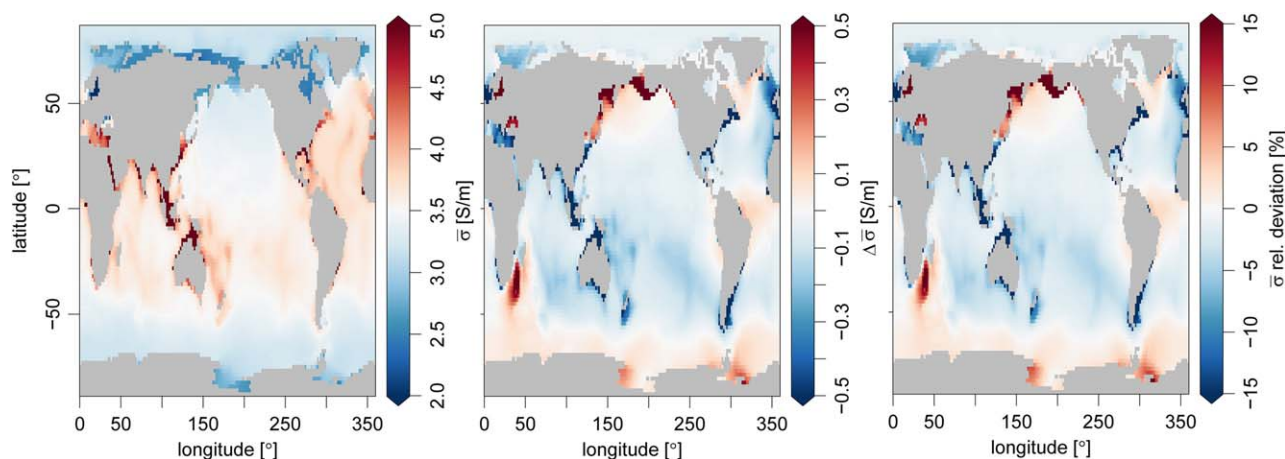 latitude [°]
50
0
−50
0 50 150 250 350
longitude [°]
5.0
4.5
4.0
3.5
3.0
2.5
2.0
σ̅ [S/m]
0 50 150 250 350
longitude [°]
0.5
0.3
0.1
−0.1
−0.3
−0.5
Δ σ̅ [S/m]
0 50 150 250 350
longitude [°]
15
10
5
0
−5
−10
−15
σ̅ rel. deviation [%]